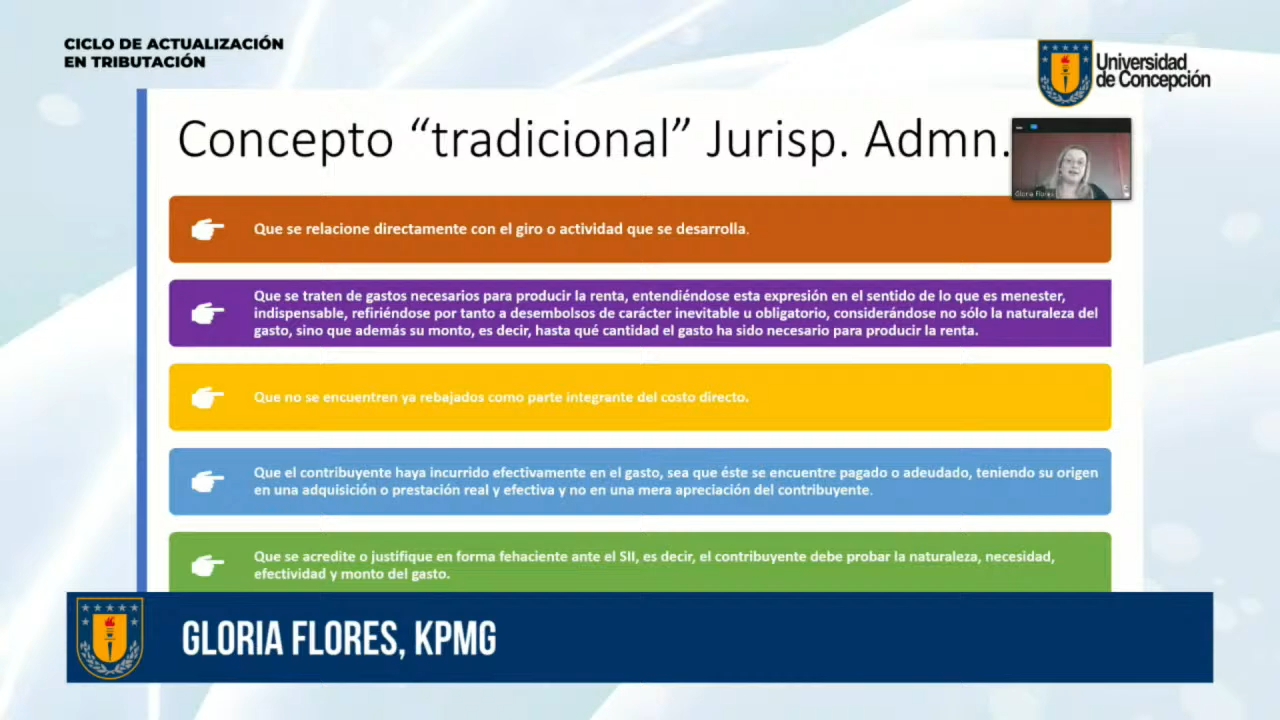 CICLO DE ACTUALIZACIÓN
EN TRIBUTACIÓN
Universidad
de Concepción
Concepto “tradicional” Jurisp. Admn.
Gloria Flores
Que se relacione directamente con el giro o actividad que se desarrolla.
Que se traten de gastos necesarios para producir la renta, entendiéndose esta expresión en el sentido de lo que es menester,
indispensable, refiriéndose por tanto a desembolsos de carácter inevitable u obligatorio, considerándose no sólo la naturaleza del
gasto, sino que además su monto, es decir, hasta qué cantidad el gasto ha sido necesario para producir la renta.
Que no se encuentren ya rebajados como parte integrante del costo directo.
Que el contribuyente haya incurrido efectivamente en el gasto, sea que éste se encuentre pagado o adeudado, teniendo su origen
en una adquisición o prestación real y efectiva y no en una mera apreciación del contribuyente.
Que se acredite o justifique en forma fehaciente ante el SII, es decir, el contribuyente debe probar la naturaleza, necesidad,
efectividad y monto del gasto.
GLORIA FLORES, KPMG